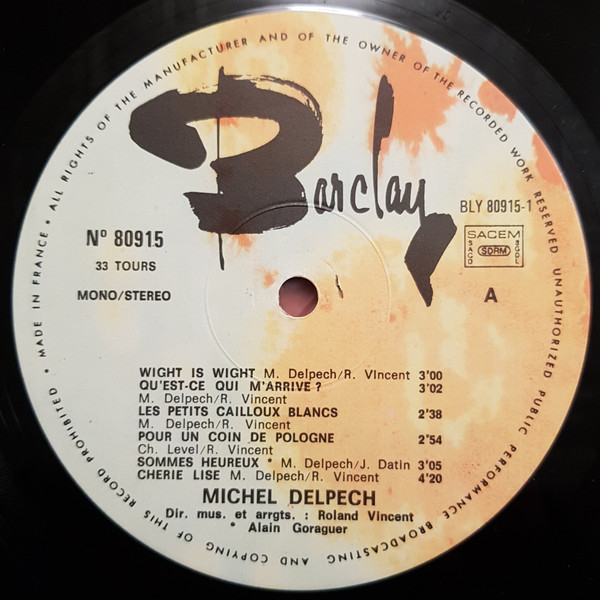 • MADE IN FRANCE • ALL RIGHTS OF THE MANUFACTURER AND OF THE OWNER OF THE RECORDED WORK RESERVED UNAUTHORIZED PUBLIC PERFORMANCE BROADCASTING AND COPYING OF THIS RECORD PROHIBITED
Barclay
BLY 80915-1
Nº 80915
33 TOURS
MONO/STEREO
SACEM
SACD
SDRM
SGDL
A
WIGHT IS WIGHT M. Delpech/R. Vincent 3'00
QU'EST-CE QUI M'ARRIVE ? 3'02
M. Delpech/R. Vincent
LES PETITS CAILLOUX BLANCS 2'38
M. Delpech/R. Vincent
POUR UN COIN DE POLOGNE 2'54
Ch. Level/R. Vincent
SOMMES HEUREUX * M. Delpech/J. Datin 3'05
CHERIE LISE M. Delpech/R. Vincent 4'20
MICHEL DELPECH
Dir. mus. et arrgts. : Roland Vincent
* Alain Goraguer